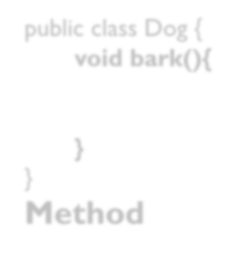 public class Dog {
void bark(){
}
}
Method